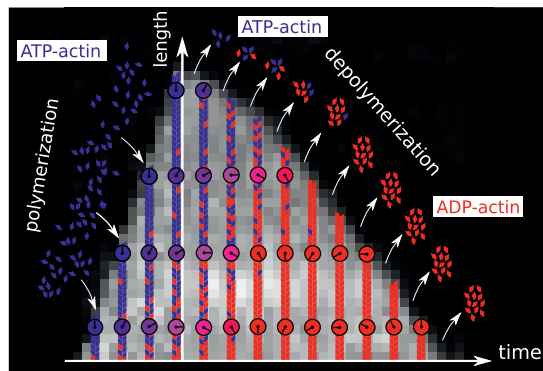 ATP-actin
ATP-actin
length
polymerization
depolymerization
ADP-actin
time